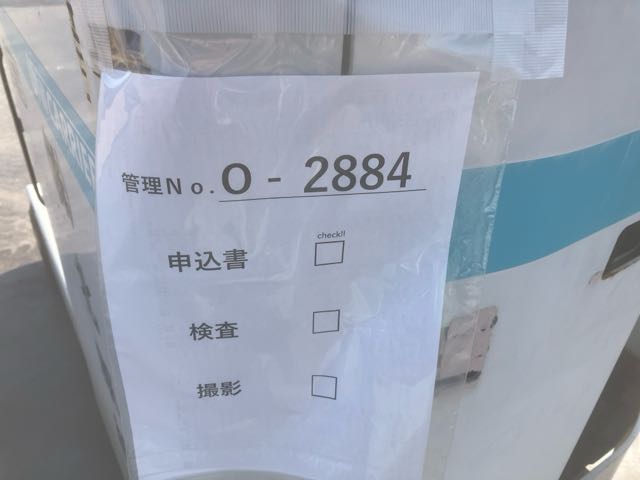 管理No. O - 2884
check!!
申込書 □
検査 □
撮影 □